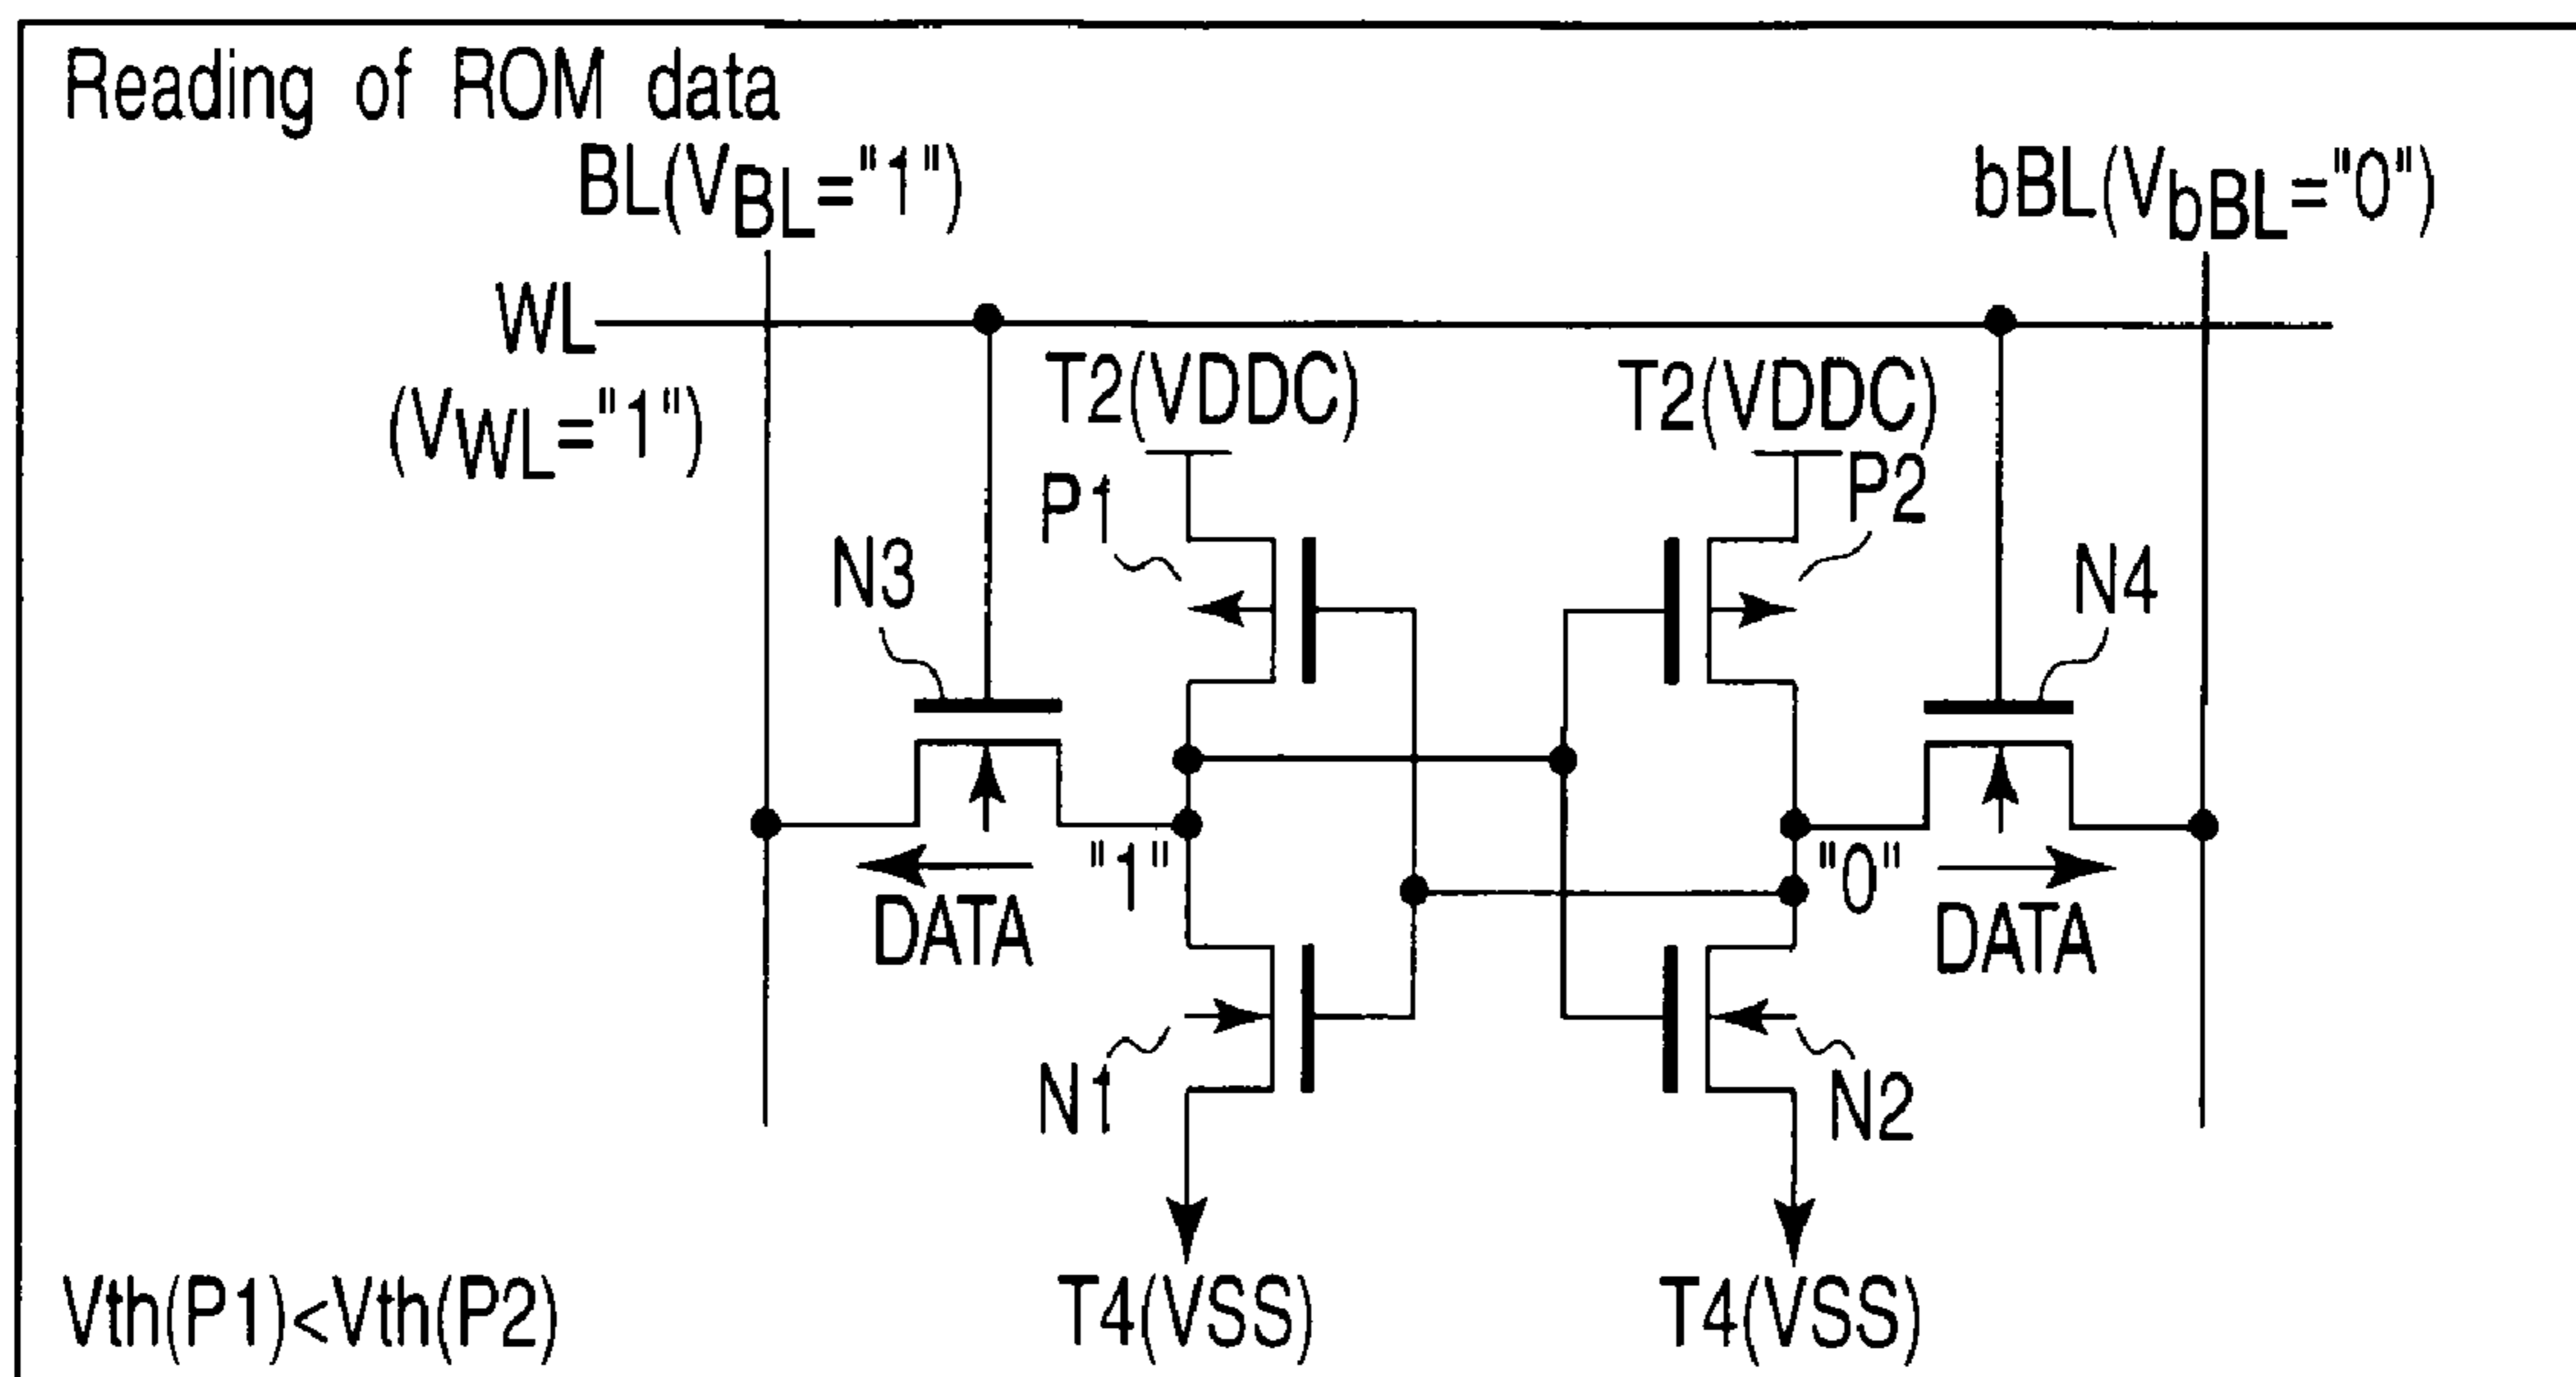 Reading of ROM data
BL(VBL="1")
bBL(VbBL="0")
WL
(VWL="1")
T2(VDDC)
T2(VDDC)
P1
P2
N3
N4
"1"
"0"
DATA
DATA
N1
N2
Vth(P1)<Vth(P2)
T4(VSS)
T4(VSS)